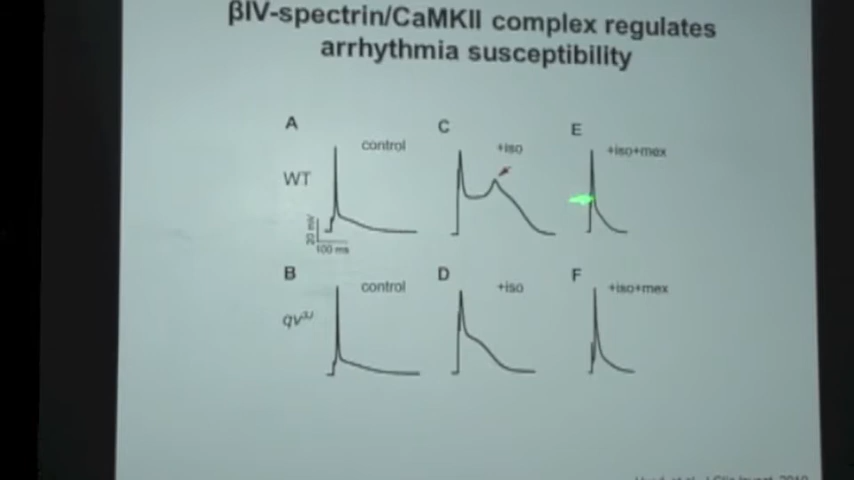 βIV-spectrin/CaMKII complex regulates
arrhythmia susceptibility
A
control
C
+iso
E
+iso+mex
WT
20 mV
100 ms
B
control
D
+iso
F
+iso+mex
qv³ᴶ